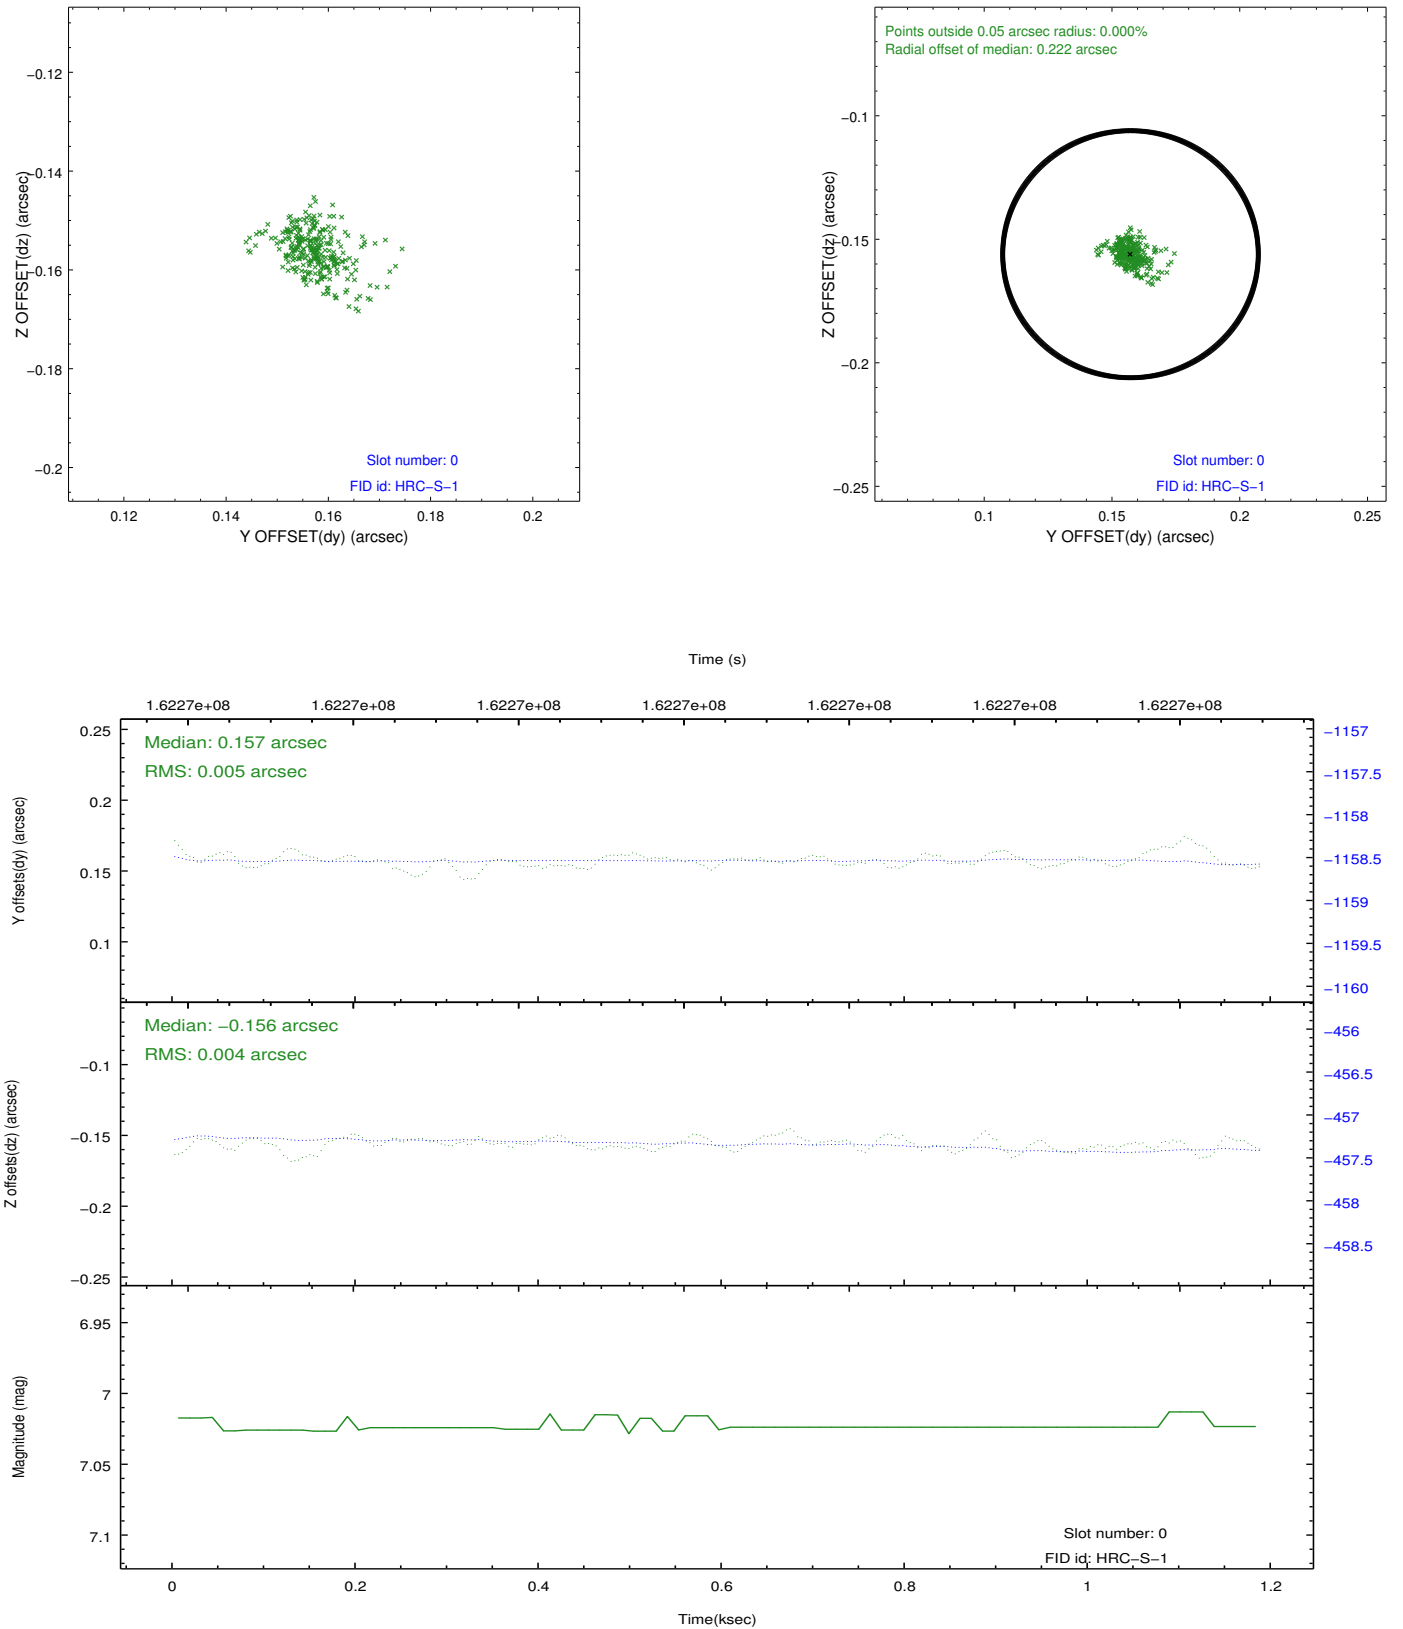 −0.12
−0.14
−0.16
−0.18
−0.2
Z OFFSET(dz) (arcsec)
Slot number: 0
FID id: HRC−S−1
0.12 0.14 0.16 0.18 0.2
Y OFFSET(dy) (arcsec)
Points outside 0.05 arcsec radius: 0.000%
Radial offset of median: 0.222 arcsec
−0.1
−0.15
−0.2
−0.25
Z OFFSET(dz) (arcsec)
Slot number: 0
FID id: HRC−S−1
0.1 0.15 0.2 0.25
Y OFFSET(dy) (arcsec)
Time (s)
1.6227e+08 1.6227e+08 1.6227e+08 1.6227e+08 1.6227e+08 1.6227e+08 1.6227e+08
Median: 0.157 arcsec
RMS: 0.005 arcsec
0.25
0.2
0.15
0.1
Y offsets(dy) (arcsec)
−1157
−1157.5
−1158
−1158.5
−1159
−1159.5
−1160
Median: −0.156 arcsec
RMS: 0.004 arcsec
−0.1
−0.15
−0.2
−0.25
Z offsets(dz) (arcsec)
−456
−456.5
−457
−457.5
−458
−458.5
6.95
7
7.05
7.1
Magnitude (mag)
Slot number: 0
FID id: HRC−S−1
0 0.2 0.4 0.6 0.8 1 1.2
Time(ksec)